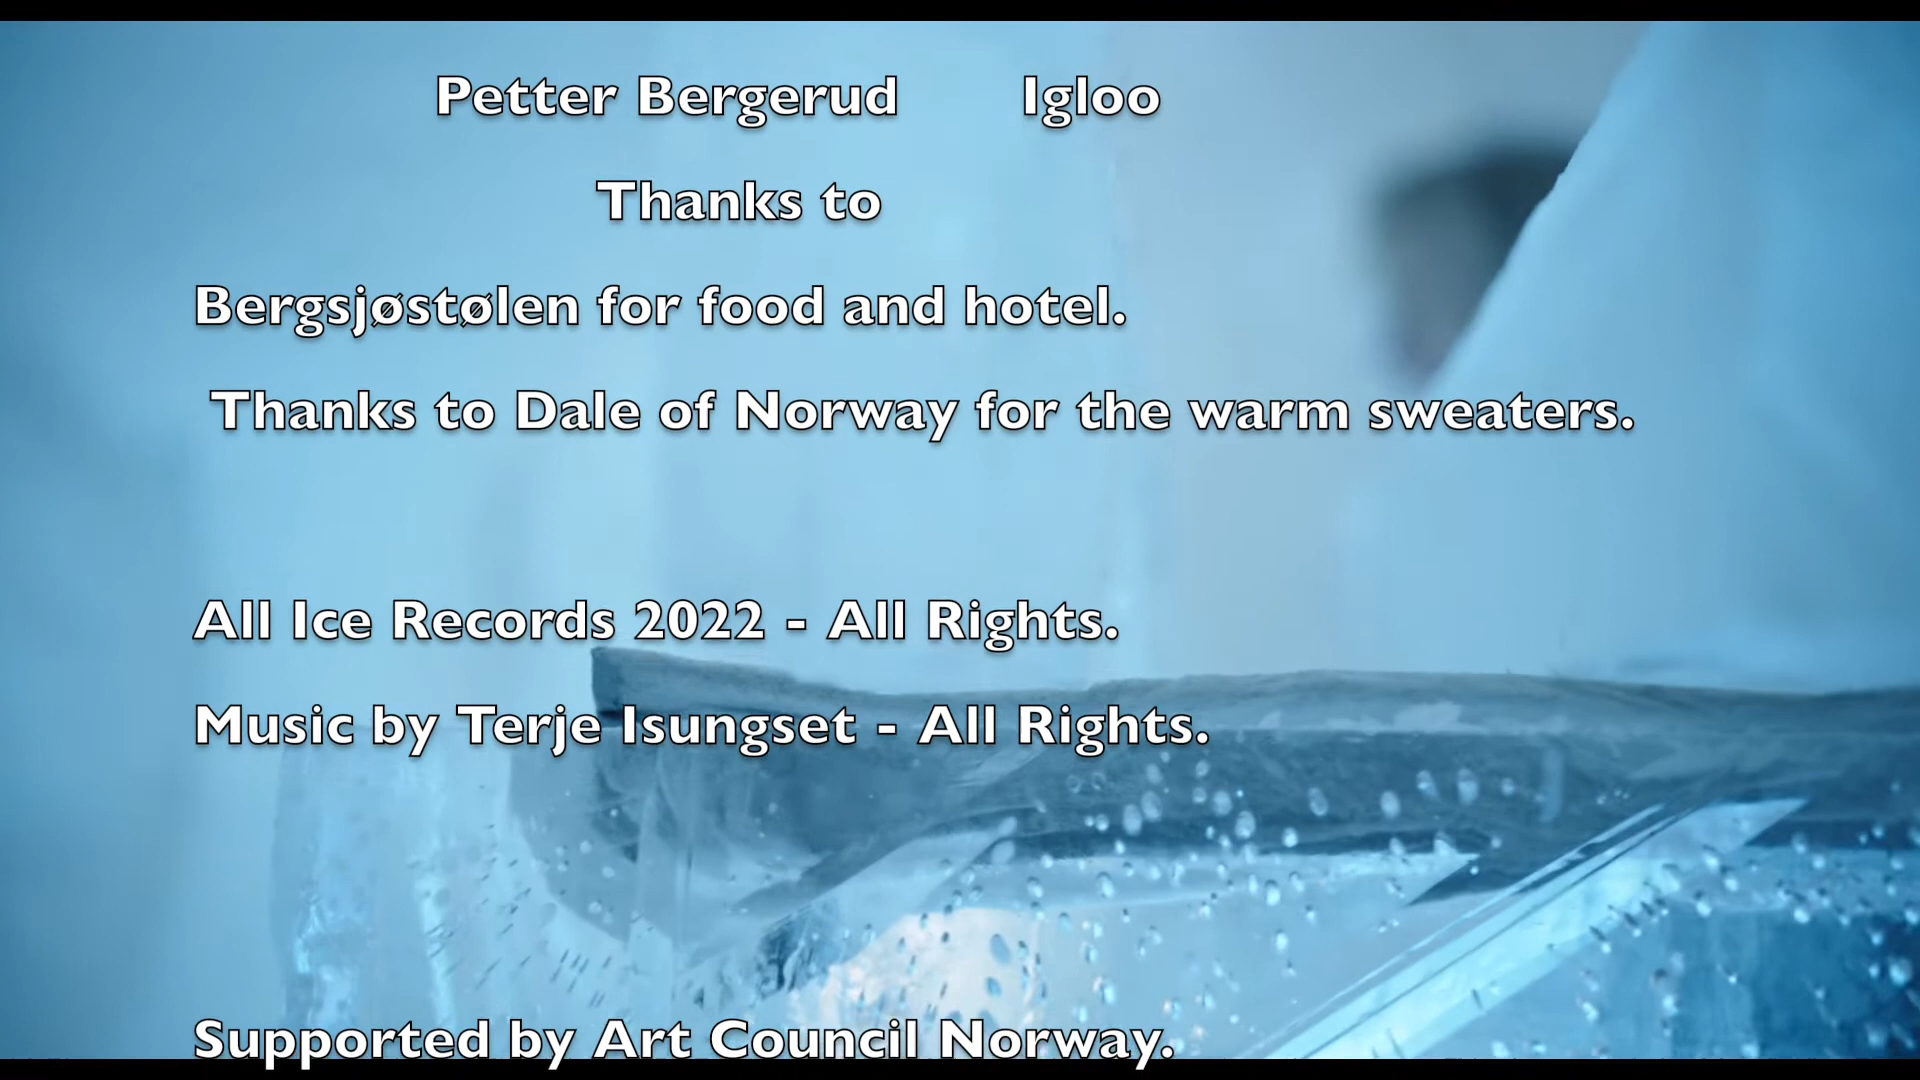 Petter Bergerud Igloo
Thanks to
Bergsjøstølen for food and hotel.
Thanks to Dale of Norway for the warm sweaters.
All Ice Records 2022 - All Rights.
Music by Terje Isungset - All Rights.
Supported by Art Council Norway.